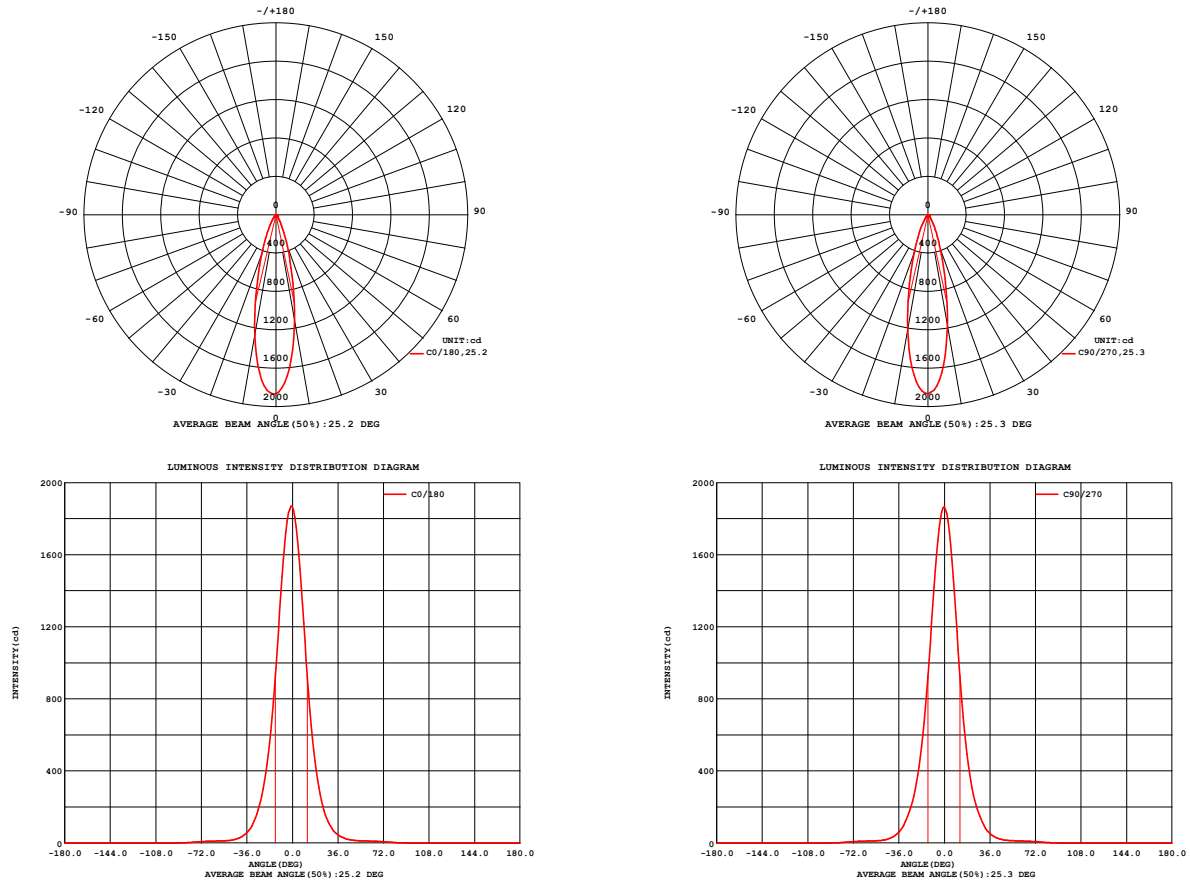 -/+180
-150
150
-120
120
-90
90
-60
60
-30
30
0
0
400
800
1200
1600
2000
UNIT:cd
C0/180,25.2
AVERAGE BEAM ANGLE(50%):25.2 DEG
-/+180
-150
150
-120
120
-90
90
-60
60
-30
30
0
0
400
800
1200
1600
2000
UNIT:cd
C90/270,25.3
AVERAGE BEAM ANGLE(50%):25.3 DEG
LUMINOUS INTENSITY DISTRIBUTION DIAGRAM
C0/180
2000
1600
1200
800
400
0
INTENSITY(cd)
-180.0 -144.0 -108.0 -72.0 -36.0 0.0 36.0 72.0 108.0 144.0 180.0
ANGLE(DEG)
AVERAGE BEAM ANGLE(50%):25.2 DEG
LUMINOUS INTENSITY DISTRIBUTION DIAGRAM
C90/270
2000
1600
1200
800
400
0
INTENSITY(cd)
-180.0 -144.0 -108.0 -72.0 -36.0 0.0 36.0 72.0 108.0 144.0 180.0
ANGLE(DEG)
AVERAGE BEAM ANGLE(50%):25.3 DEG